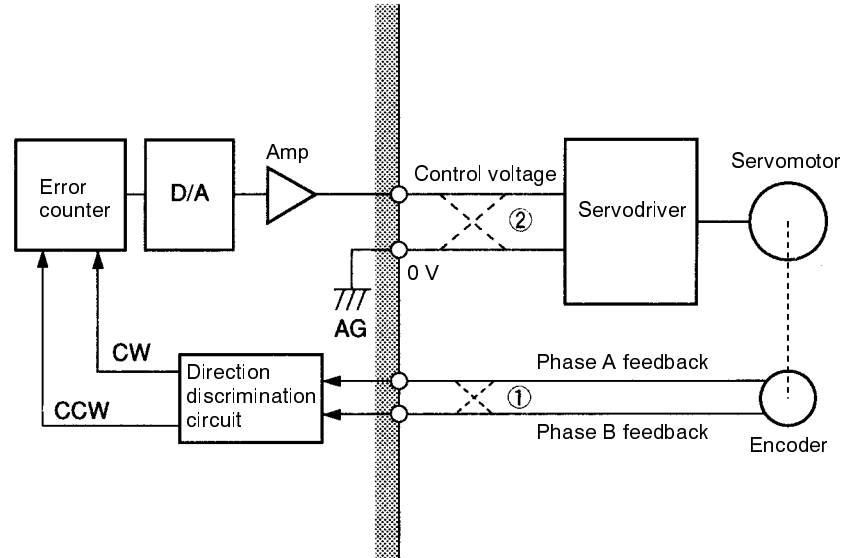 Error
counter
D/A
Amp
Control voltage
②
0 V
AG
Servodriver
Servomotor
CW
CCW
Direction
discrimination
circuit
Phase A feedback
①
Phase B feedback
Encoder